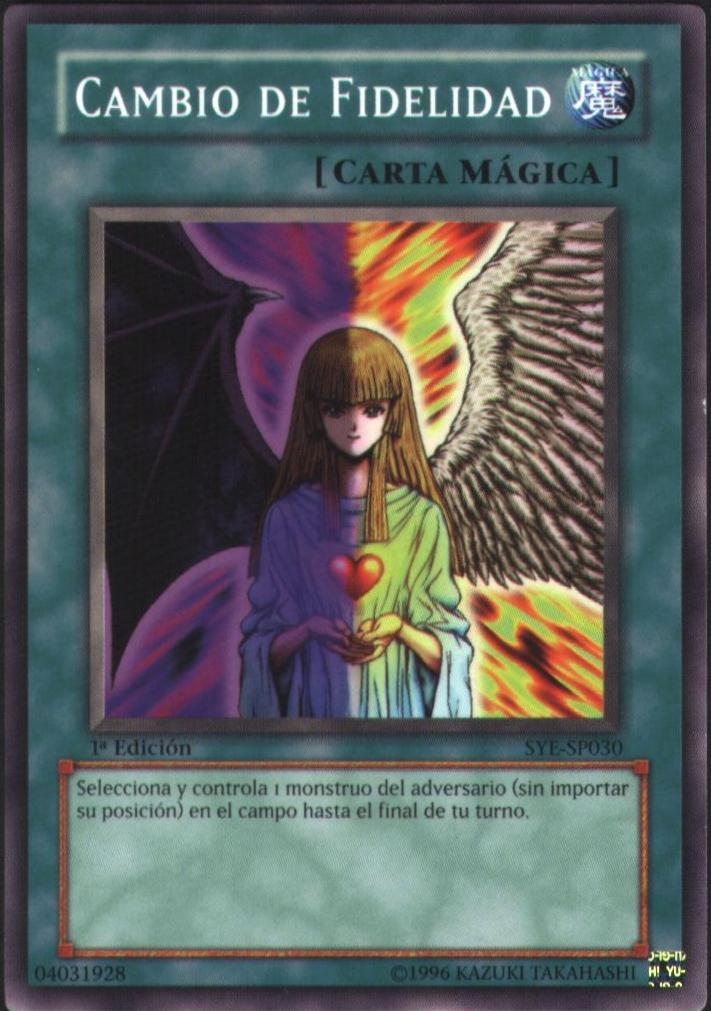 CAMBIO DE FIDELIDAD
MÁGICA
魔
[CARTA MÁGICA]
1ª Edición
SYE-SP030
Selecciona y controla 1 monstruo del adversario (sin importar
su posición) en el campo hasta el final de tu turno.
04031928
©1996 KAZUKI TAKAHASHI